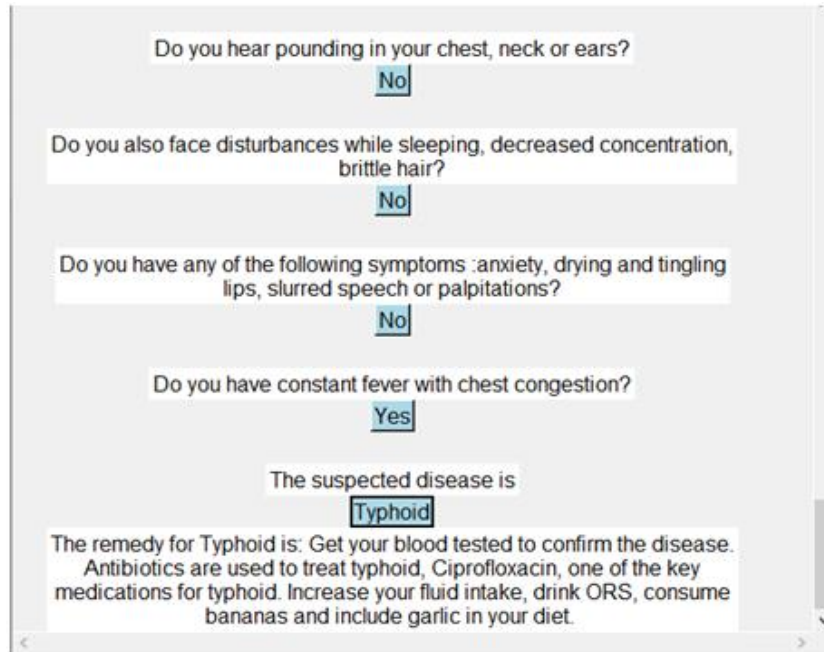 Do you hear pounding in your chest, neck or ears?
No
Do you also face disturbances while sleeping, decreased concentration,
brittle hair?
No
Do you have any of the following symptoms :anxiety, drying and tingling
lips, slurred speech or palpitations?
No
Do you have constant fever with chest congestion?
Yes
The suspected disease is
Typhoid
The remedy for Typhoid is: Get your blood tested to confirm the disease.
Antibiotics are used to treat typhoid, Ciprofloxacin, one of the key
medications for typhoid. Increase your fluid intake, drink ORS, consume
bananas and include garlic in your diet.